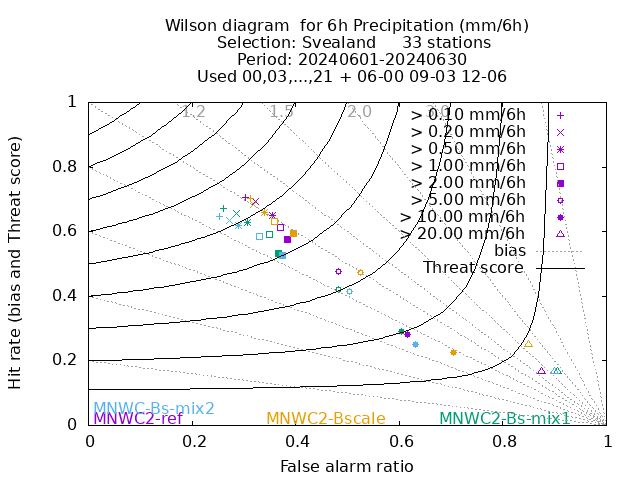 Wilson diagram  for 6h Precipitation (mm/6h)
Selection: Svealand     33 stations
Period: 20240601-20240630
Used 00,03,...,21 + 06-00 09-03 12-06
1.2 1.5 2.0 3.0
> 0.10 mm/6h
> 0.20 mm/6h
> 0.50 mm/6h
> 1.00 mm/6h
> 2.00 mm/6h
> 5.00 mm/6h
> 10.00 mm/6h
> 20.00 mm/6h
bias
Threat score
1
0.8
0.6
0.4
0.2
0
Hit rate (bias and Threat score)
MNWC-Bs-mix2
MNWC2-ref MNWC2-Bscale MNWC2-Bs-mix1
0 0.2 0.4 0.6 0.8 1
False alarm ratio